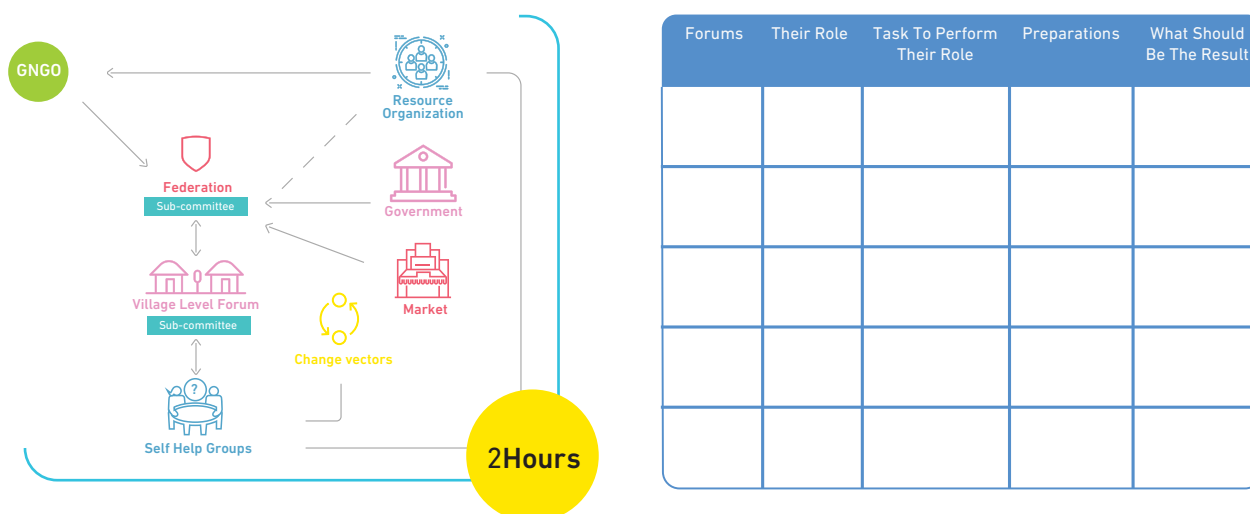 GNGO
Resource
Organization
Federation
Sub-committee
Government
Village Level Forum
Sub-committee
Market
Change vectors
?
Self Help Groups
2Hours
Forums
Their Role
Task To Perform
Their Role
Preparations
What Should
Be The Result